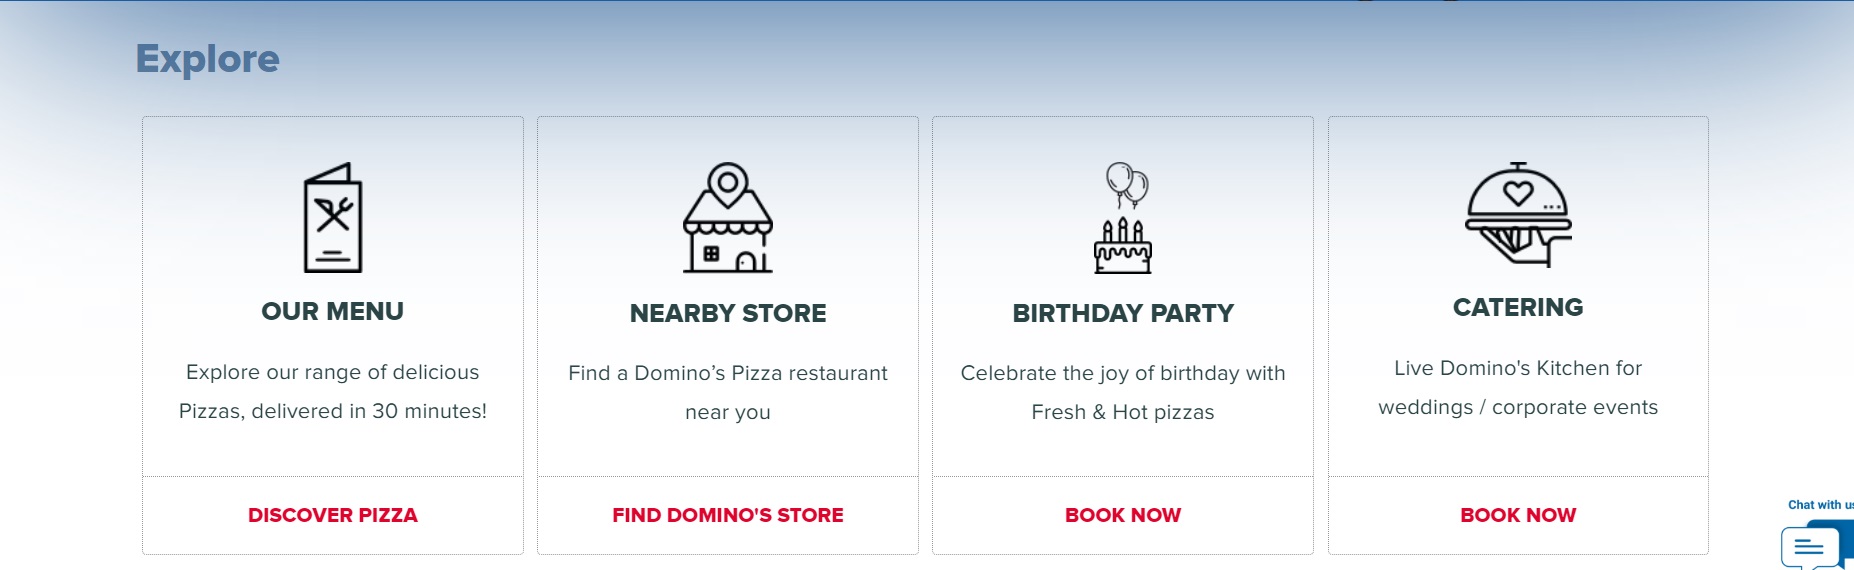 Explore
OUR MENU
Explore our range of delicious
Pizzas, delivered in 30 minutes!
DISCOVER PIZZA
NEARBY STORE
Find a Domino’s Pizza restaurant
near you
FIND DOMINO'S STORE
BIRTHDAY PARTY
Celebrate the joy of birthday with
Fresh & Hot pizzas
BOOK NOW
CATERING
Live Domino's Kitchen for
weddings / corporate events
BOOK NOW
Chat with us